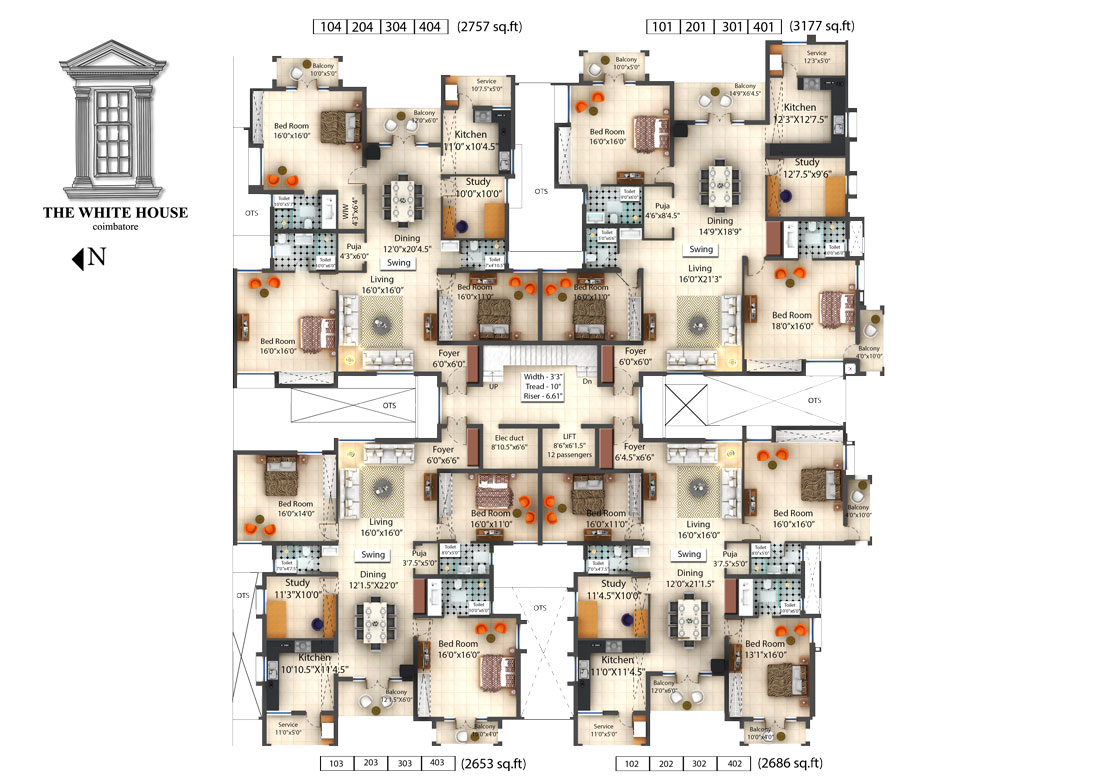 104 204 304 404 (2757 sq.ft)
101 201 301 401 (3177 sq.ft)
THE WHITE HOUSE
coimbatore
N
Balcony
10'0"x5'0"
Bed Room
16'0"x16'0"
Balcony
12'0"x6'0"
Service
10'7.5"x5'0"
Kitchen
11'0" x10'4.5"
Study
10'0"x10'0"
OTS
Toilet
W/W
4'3"x6'4"
Dining
12'0"x20'4.5"
Swing
Puja
4'3"x6'0"
Toilet
Toilet
Living
16'0"x16'0"
Bed Room
16'0"x16'0"
Bed Room
16'0"x11'0"
Foyer
6'0"x6'0"
OTS
Balcony
10'0"x5'0"
Bed Room
16'0"x16'0"
Balcony
14'9"X6'4.5"
Service
12'3"x5'0"
Kitchen
12'3"X12'7.5"
Study
12'7.5"x9'6"
OTS
Toilet
Puja
4'6"x8'4.5"
Dining
14'9"X18'9"
Swing
Toilet
Toilet
Living
16'0"X21'3"
Bed Room
16'0"x11'0"
Bed Room
18'0"x16'0"
Balcony
4'0"x10'0"
Foyer
6'0"x6'0"
OTS
UP
Width - 3'3"
Tread - 10"
Riser - 6.61"
Dn
Elec duct
8'10.5"x6'6"
LIFT
8'6"x6'1.5"
12 passengers
Foyer
6'0"x6'6"
Bed Room
16'0"x14'0"
Living
16'0"x16'0"
Bed Room
16'0"x11'0"
Swing
Puja
3'7.5"x5'0"
Toilet
Toilet
Dining
12'1.5"X22'0"
Study
11'3"X10'0"
OTS
Toilet
Kitchen
10'10.5"X11'4.5"
Bed Room
16'0"x16'0"
Balcony
12'1.5"X6'0"
Service
11'0"x5'0"
Balcony
10'0"x4'0"
OTS
Foyer
6'4.5"x6'6"
Bed Room
16'0"x11'0"
Living
16'0"x16'0"
Bed Room
16'0"x16'0"
Balcony
4'0"x10'0"
Swing
Puja
3'7.5"x5'0"
Toilet
Toilet
Dining
12'0"x21'1.5"
Study
11'4.5"X10'0"
Toilet
Kitchen
11'0"X11'4.5"
Bed Room
13'1"x16'0"
Balcony
12'0"x6'0"
Service
11'0"x5'0"
Balcony
10'0"x4'0"
103 203 303 403 (2653 sq.ft)
102 202 302 402 (2686 sq.ft)